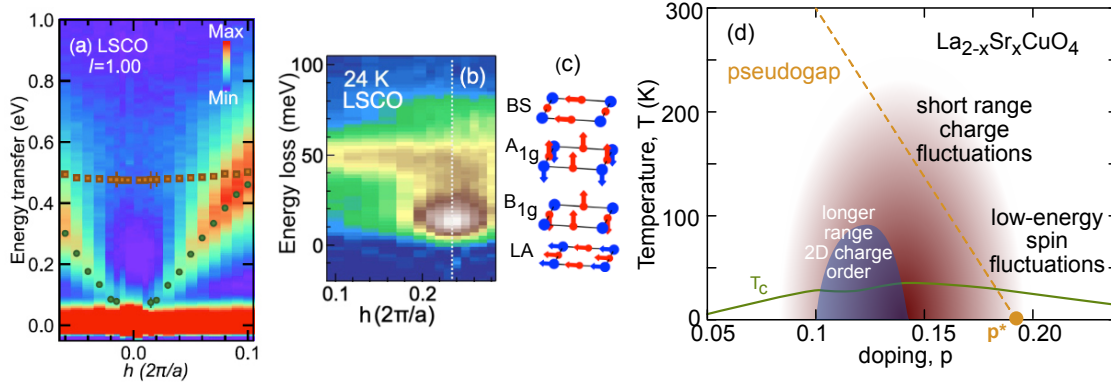 (a) LSCO
l=1.00
Max
Min
Energy transfer (eV)
1.0
0.8
0.6
0.4
0.2
0.0
0.0
0.1
h (2π/a)
(b)
24 K
LSCO
Energy loss (meV)
100
50
0
0.1
0.2
h (2π/a)
(c)
BS
A1g
B1g
LA
(d)
La2-xSrxCuO4
pseudogap
short range
charge
fluctuations
low-energy
spin
fluctuations
longer
range
2D charge
order
Tc
p*
Temperature, T (K)
300
200
100
0
0.05
0.1
0.15
0.20
doping, p